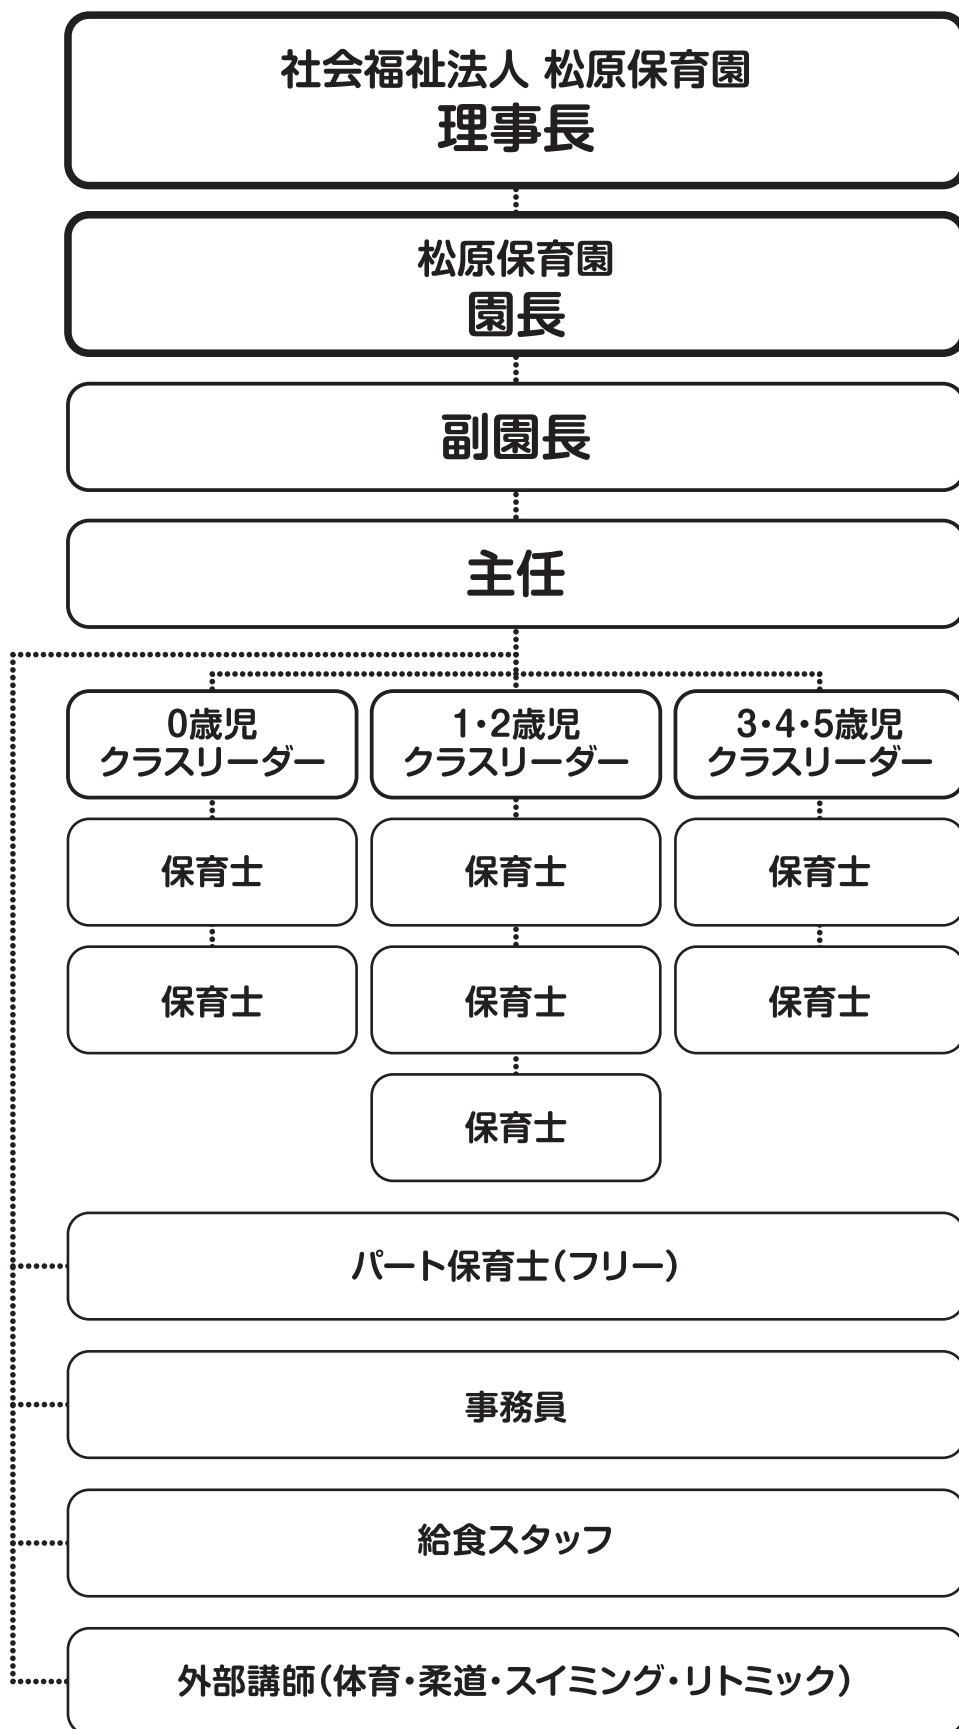 社会福祉法人 松原保育園
理事長
松原保育園
園長
副園長
主任
0歳児
クラスリーダー
1・2歳児
クラスリーダー
3・4・5歳児
クラスリーダー
保育士
保育士
保育士
保育士
保育士
保育士
保育士
パート保育士(フリー)
事務員
給食スタッフ
外部講師(体育・柔道・スイミング・リトミック)